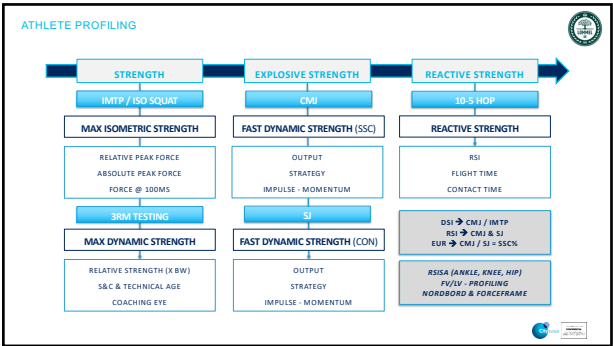 ATHLETE PROFILING
LOMMEL
STRENGTH
IMTP / ISO SQUAT
MAX ISOMETRIC STRENGTH
RELATIVE PEAK FORCE
ABSOLUTE PEAK FORCE
FORCE @ 100MS
3RM TESTING
MAX DYNAMIC STRENGTH
RELATIVE STRENGTH (X BW)
S&C & TECHNICAL AGE
COACHING EYE
EXPLOSIVE STRENGTH
CMJ
FAST DYNAMIC STRENGTH (SSC)
OUTPUT
STRATEGY
IMPULSE - MOMENTUM
SJ
FAST DYNAMIC STRENGTH (CON)
OUTPUT
STRATEGY
IMPULSE - MOMENTUM
REACTIVE STRENGTH
10-5 HOP
REACTIVE STRENGTH
RSI
FLIGHT TIME
CONTACT TIME
DSI → CMJ / IMTP
RSI → CMJ & SJ
EUR → CMJ / SJ = SSC%
RSISA (ANKLE, KNEE, HIP)
FV/LV - PROFILING
NORDBORD & FORCEFRAME